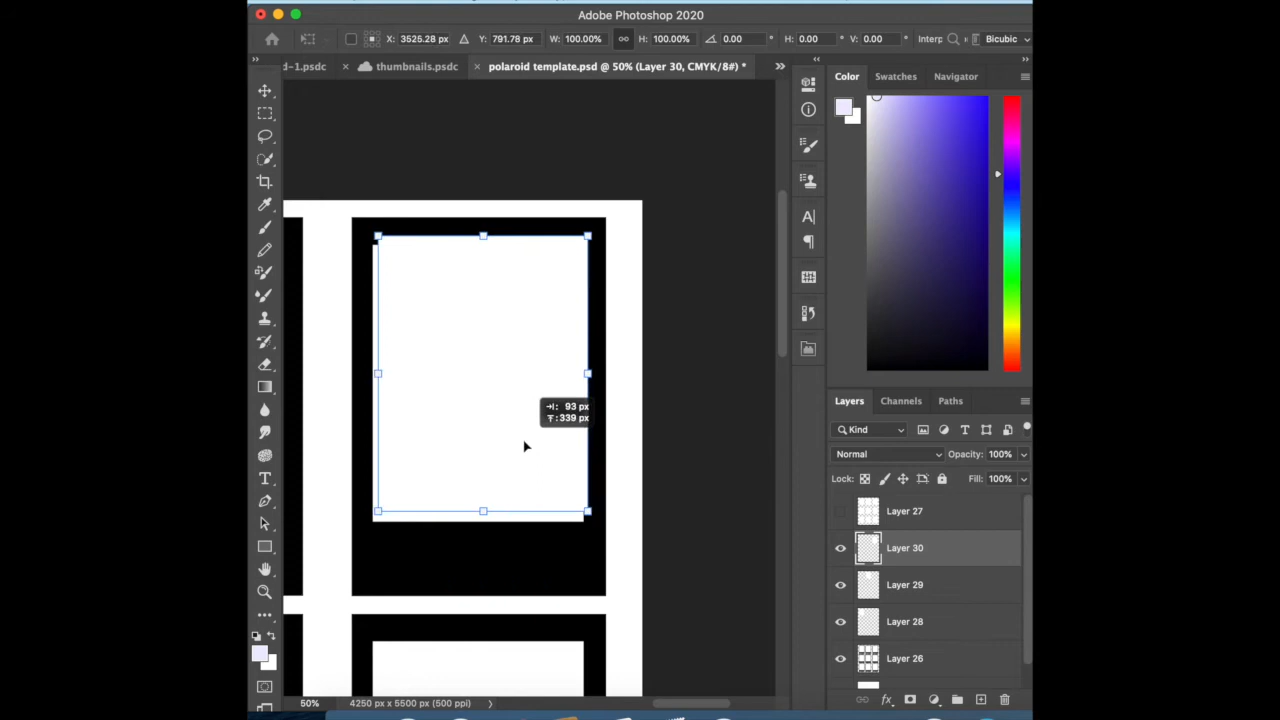 Adobe Photoshop 2020
X: 3525.28 px Y: 791.78 px W: 100.00% H: 100.00% 0.00 ° H: 0.00 ° V: 0.00 ° Interp Bicubic
d-1.psdc × thumbnails.psdc × polaroid template.psd @ 50% (Layer 30, CMYK/8#) *
Color Swatches Navigator
93 px
339 px
Layers Channels Paths
Kind
Normal Opacity: 100%
Lock: Fill: 100%
Layer 27
Layer 30
Layer 29
Layer 28
Layer 26
50% 4250 px x 5500 px (500 ppi)